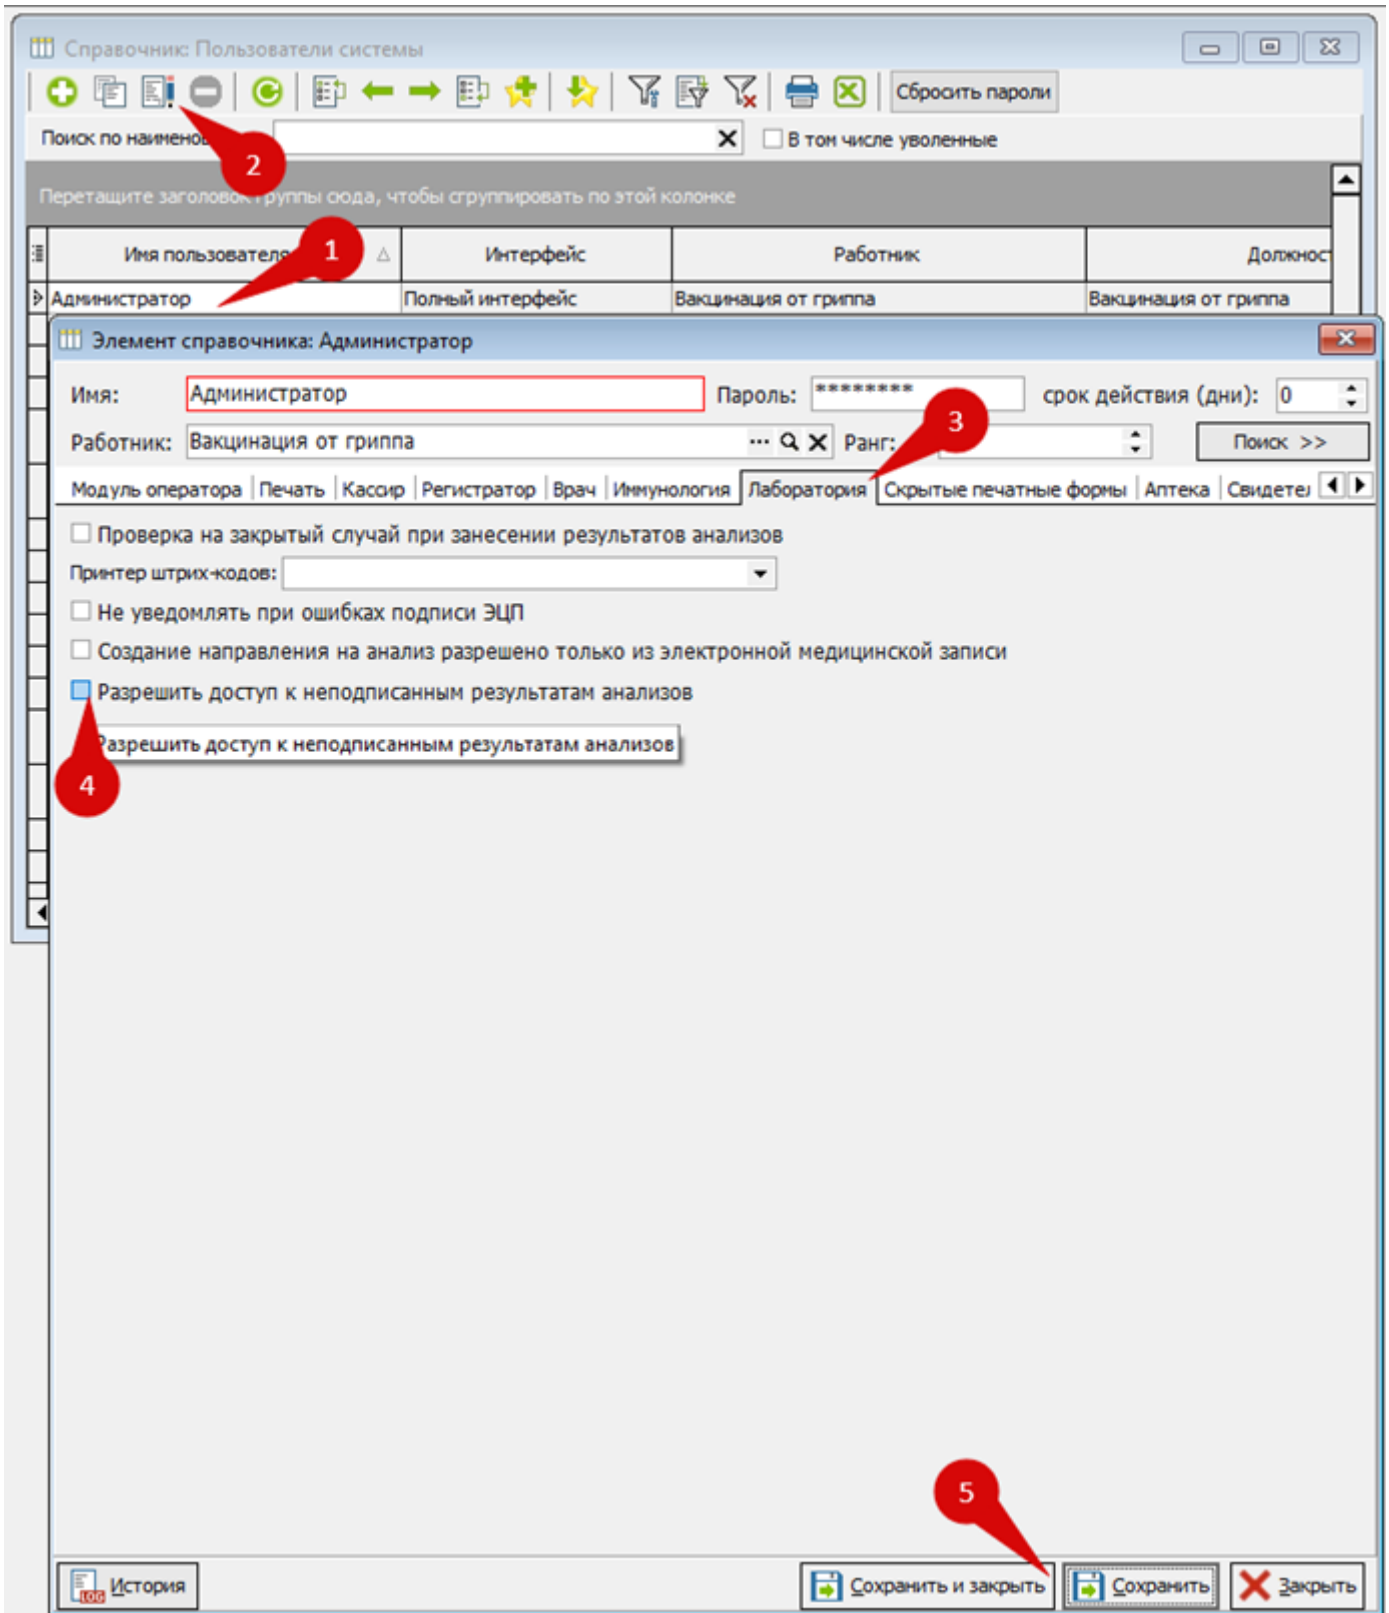 Справочник: Пользователи системы
Сбросить пароли
Поиск по наимено
В том числе уволенные
2
Перетащите заголовок группы сюда, чтобы сгруппировать по этой колонке
Имя пользователя 1 Интерфейс Работник Должност
Администратор Полный интерфейс Вакцинация от гриппа Вакцинация от гриппа
Элемент справочника: Администратор
Имя: Администратор Пароль: ******** срок действия (дни): 0
3
Работник: Вакцинация от гриппа ... Ранг: Поиск >>
Модуль оператора Печать Кассир Регистратор Врач Иммунология Лаборатория Скрытые печатные формы Аптека Свидетел
Проверка на закрытый случай при занесении результатов анализов
Принтер штрих-кодов:
Не уведомлять при ошибках подписи ЭЦП
Создание направления на анализ разрешено только из электронной медицинской записи
Разрешить доступ к неподписанным результатам анализов
Разрешить доступ к неподписанным результатам анализов
4
5
LOG История Сохранить и закрыть Сохранить Закрыть